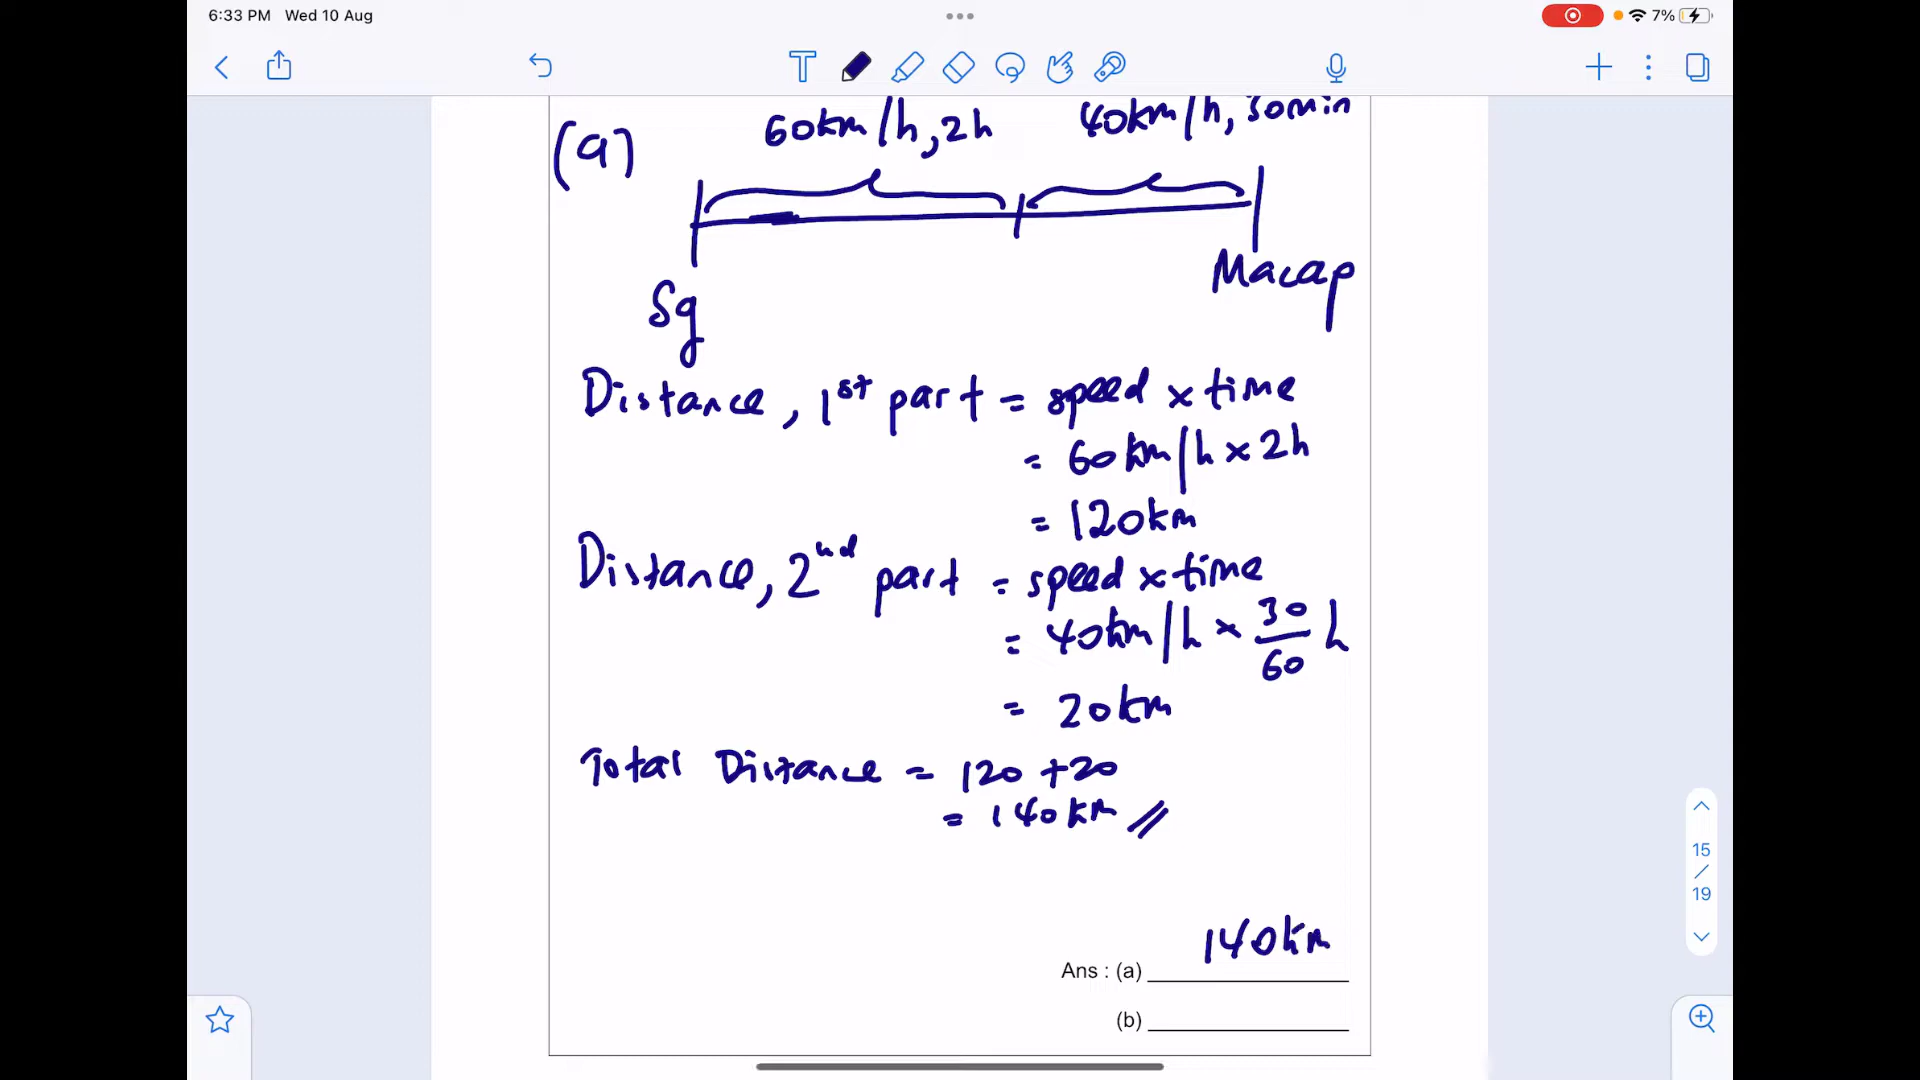 6:33 PM Wed 10 Aug
7%
60km/h, 2h
40km/h, 30min
(a)
Sg
Macap
Distance, 1st part = speed x time
= 60km/h x 2h
= 120km
Distance, 2nd part = speed x time
= 40km/h x 30/60 h
= 20km
Total Distance = 120 + 20
= 140km //
140km
Ans : (a)
(b)
15
/
19